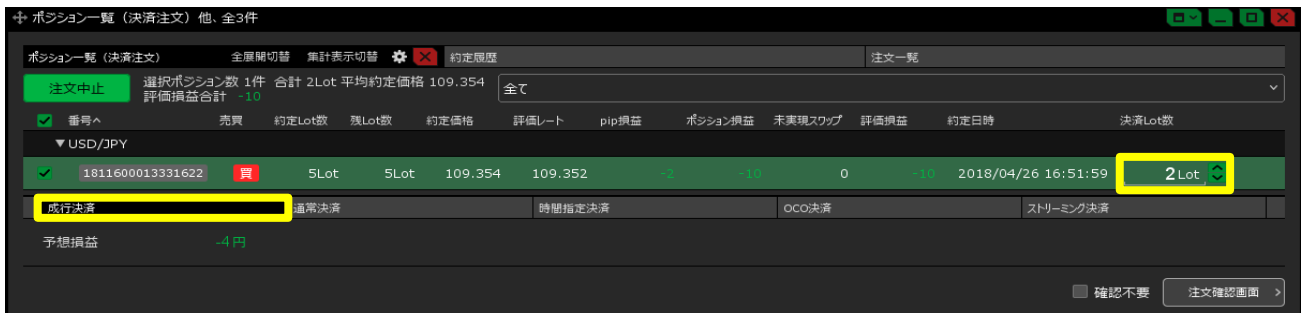 ポジション一覧（決済注文）他、全3件
ポジション一覧（決済注文） 全展開切替 集計表示切替 約定履歴 注文一覧
注文中止 選択ポジション数 1件 合計 2Lot 平均約定価格 109.354 全て
評価損益合計 -10
番号へ 売買 約定Lot数 残Lot数 約定価格 評価レート pip損益 ポジション損益 未実現スワップ 評価損益 約定日時 決済Lot数
▼USD/JPY
1811600013331622 買 5Lot 5Lot 109.354 109.352 -2 -10 0 -10 2018/04/26 16:51:59 2 Lot
成行決済 通常決済 時間指定決済 OCO決済 ストリーミング決済
予想損益 -4円
確認不要 注文確認画面 >